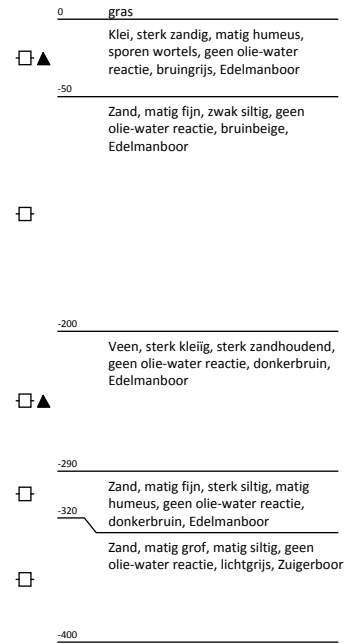 0 gras
Klei, sterk zandig, matig humeus,
sporen wortels, geen olie-water
reactie, bruingrijs, Edelmanboor
-50
Zand, matig fijn, zwak siltig, geen
olie-water reactie, bruinbeige,
Edelmanboor
-200
Veen, sterk kleiïg, sterk zandhoudend,
geen olie-water reactie, donkerbruin,
Edelmanboor
-290
Zand, matig fijn, sterk siltig, matig
humeus, geen olie-water reactie,
donkerbruin, Edelmanboor
-320
Zand, matig grof, matig siltig, geen
olie-water reactie, lichtgrijs, Zuigerboor
-400